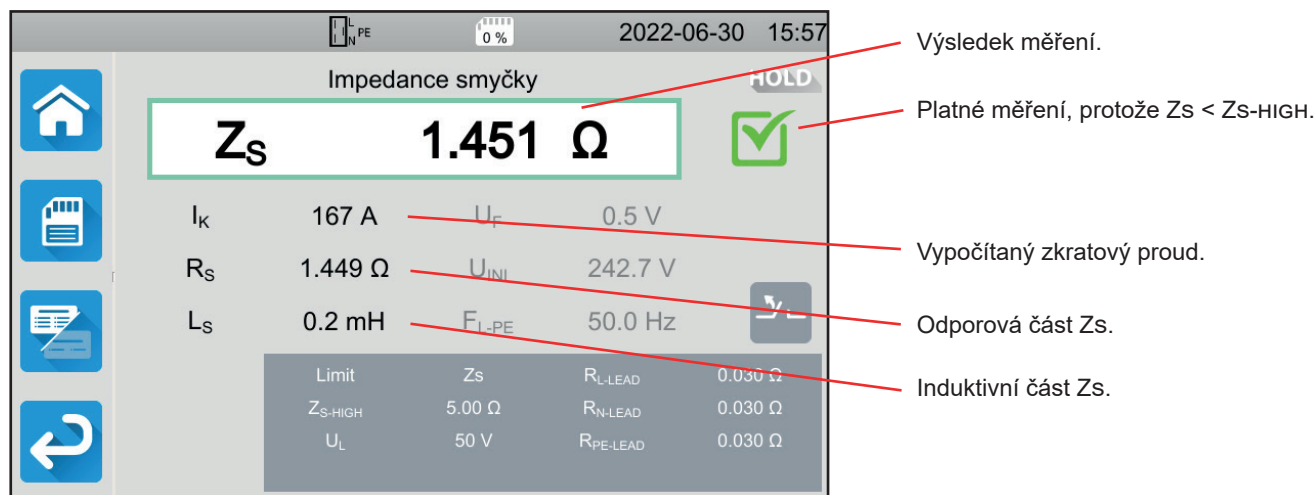 L
N PE 0 % 2022-06-30 15:57
Výsledek měření.
Impedance smyčky HOLD
Platné měření, protože Zs < Zs-HIGH.
ZS 1.451 Ω
IK 167 A UF 0.5 V
Vypočítaný zkratový proud.
RS 1.449 Ω UINI 242.7 V
Odporová část Zs.
LS 0.2 mH FL-PE 50.0 Hz
Induktivní část Zs.
Limit Zs RL-LEAD 0.030 Ω
ZS-HIGH 5.00 Ω RN-LEAD 0.030 Ω
UL 50 V RPE-LEAD 0.030 Ω